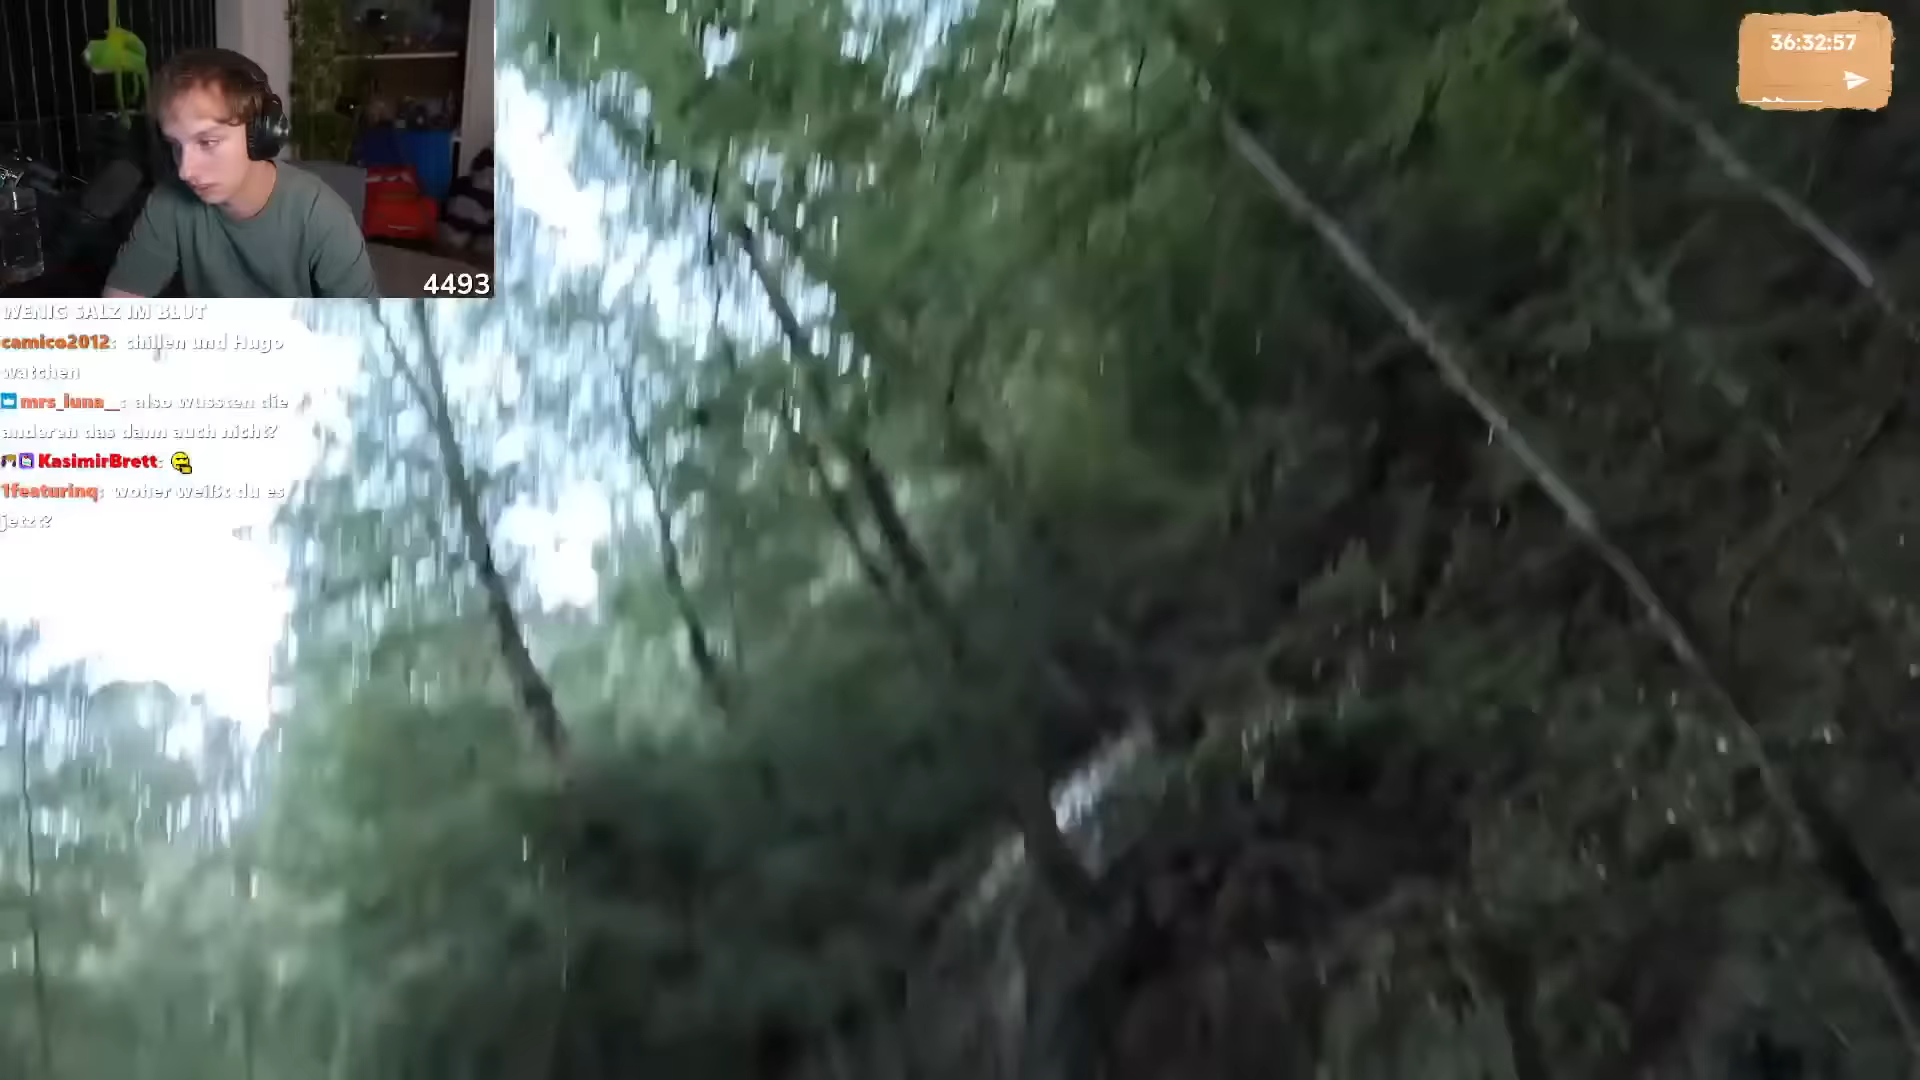 36:32:57
4493
WENIG SALZ IM BLUT
camico2012: chillen und Hugo
watchen
mrs_luna__: also wussten die
anderen das dann auch nicht?
KasimirBrett:
1featurinq: woher weißt du es
jetzt?